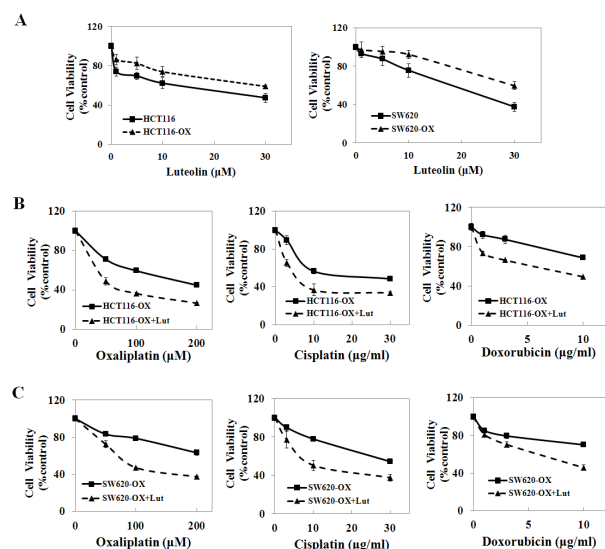 A
Cell Viability
(%control)
120
80
40
0
HCT116
HCT116-OX
0 10 20 30
Luteolin (µM)
Cell Viability
(%control)
120
80
40
0
SW620
SW620-OX
0 10 20 30
Luteolin (µM)
B
Cell Viability
(%control)
120
80
40
0
HCT116-OX
HCT116-OX+Lut
0 50 100 150 200
Oxaliplatin (µM)
Cell Viability
(%control)
120
80
40
0
HCT116-OX
HCT116-OX+Lut
0 10 20 30
Cisplatin (µg/ml)
Cell Viability
(%control)
120
80
40
0
HCT116-OX
HCT116-OX+Lut
0 5 10
Doxorubicin (µg/ml)
C
Cell Viability
(%control)
120
80
40
0
SW620-OX
SW620-OX+Lut
0 50 100 150 200
Oxaliplatin (µM)
Cell Viability
(%control)
120
80
40
0
SW620-OX
SW620-OX+Lut
0 10 20 30
Cisplatin (µg/ml)
Cell Viability
(%control)
120
80
40
0
SW620-OX
SW620-OX+Lut
0 5 10
Doxorubicin (µg/ml)